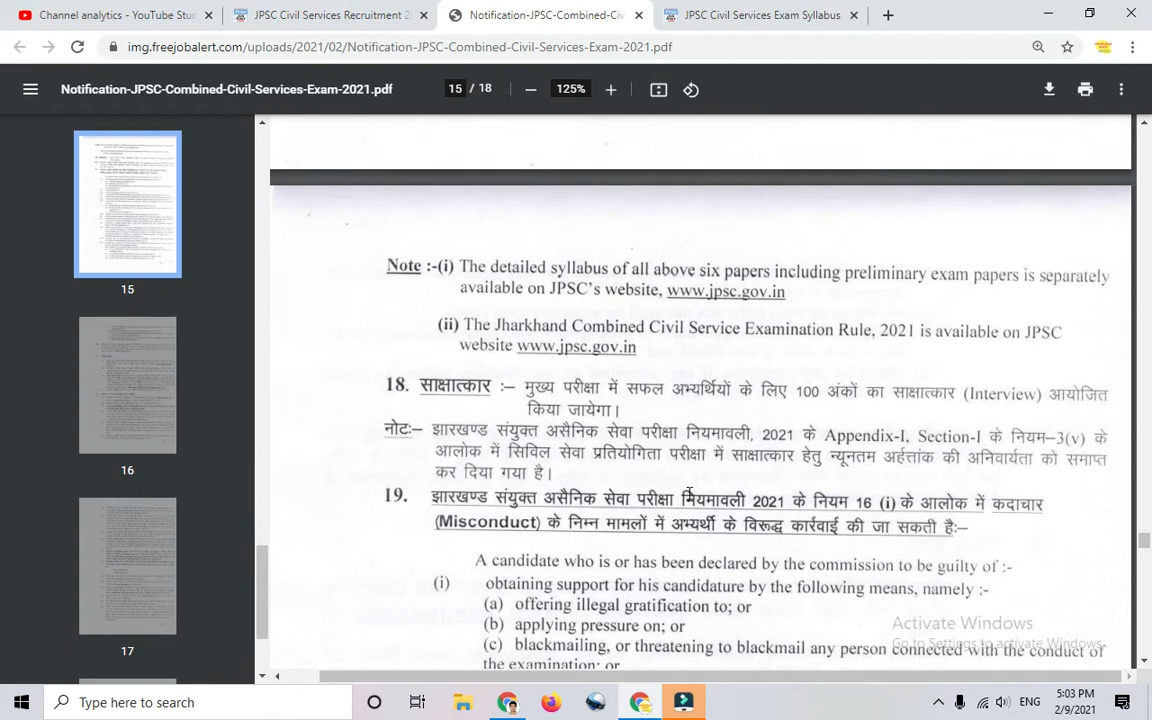 Channel analytics - YouTube Stu
JPSC Civil Services Recruitment 2
Notification-JPSC-Combined-Civ
JPSC Civil Services Exam Syllabus
img.freejobalert.com/uploads/2021/02/Notification-JPSC-Combined-Civil-Services-Exam-2021.pdf
Notification-JPSC-Combined-Civil-Services-Exam-2021.pdf
15 / 18
125%
15
16
17
Note :-(i) The detailed syllabus of all above six papers including preliminary exam papers is separately
available on JPSC's website, www.jpsc.gov.in
(ii) The Jharkhand Combined Civil Service Examination Rule, 2021 is available on JPSC
website www.jpsc.gov.in
18. साक्षात्कार :- मुख्य परीक्षा में सफल अभ्यर्थियों के लिए 100 अंकों का साक्षात्कार (Interview) आयोजित
किया जायेगा।
नोटः- झारखण्ड संयुक्त असैनिक सेवा परीक्षा नियमावली, 2021 के Appendix-I, Section-I के नियम-3(v) के
आलोक में सिविल सेवा प्रतियोगिता परीक्षा में साक्षात्कार हेतु न्यूनतम अर्हत्तांक की अनिवार्यता को समाप्त
कर दिया गया है।
19. झारखण्ड संयुक्त असैनिक सेवा परीक्षा नियमावली 2021 के नियम 16 (i) के आलोक में कदाचार
(Misconduct) के निम्न मामलों में अभ्यर्थी के विरूद्ध कार्रवाई की जा सकती है:-
A candidate who is or has been declared by the commission to be guilty of :-
(i) obtaining support for his candidature by the following means, namely :-
(a) offering illegal gratification to; or
(b) applying pressure on; or
(c) blackmailing, or threatening to blackmail any person connected with the conduct of
the examination; or
Activate Windows
Go to Settings to activate Windows.
Type here to search
ENG
5:03 PM
2/9/2021